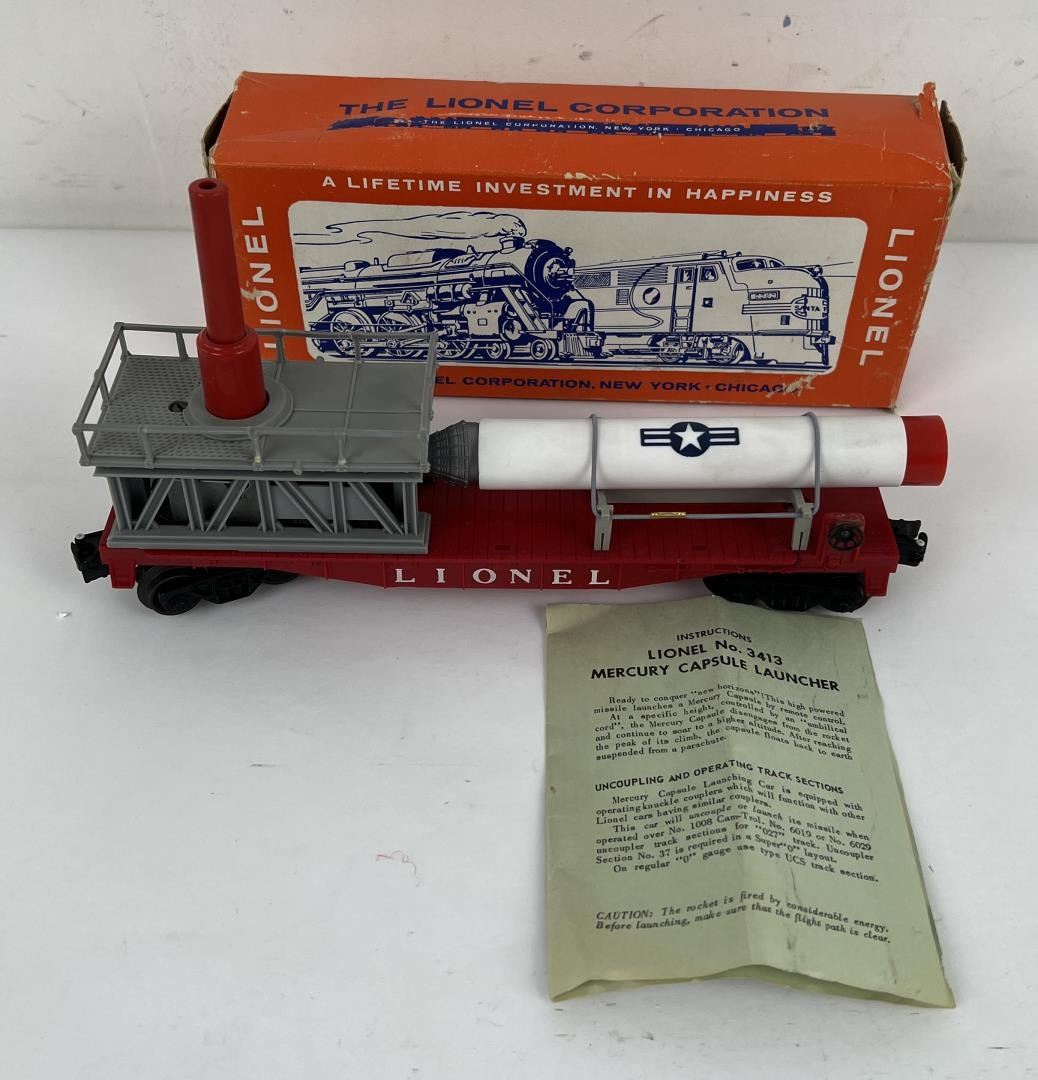 THE LIONEL CORPORATION
THE LIONEL CORPORATION, NEW YORK · CHICAGO
A LIFETIME INVESTMENT IN HAPPINESS
LIONEL
LIONEL
SANTA F
EL CORPORATION, NEW YORK · CHICAGO
LIONEL
INSTRUCTIONS
LIONEL No. 3413
MERCURY CAPSULE LAUNCHER
Ready to conquer "new horizons"! This high powered
missile launches a Mercury Capsule by remote control.
At a specific height, controlled by an "umbilical
cord", the Mercury Capsule disengages from the rocket
and continue to soar to a higher altitude. After reaching
the peak of its climb, the capsule floats back to earth
suspended from a parachute.
UNCOUPLING AND OPERATING TRACK SECTIONS
Mercury Capsule Launching Car is equipped with
operating knuckle couplers which will function with other
Lionel cars having similar couplers.
This car will uncouple or launch its missile when
operated over No. 1008 Cam-Trol. No. 6019 or No. 6029
uncoupler track sections for "027" track. Uncoupler
Section No. 37 is required in a Super "0" layout.
On regular "0" gauge use type UCS track section.
CAUTION: The rocket is fired by considerable energy.
Before launching, make sure that the flight path is clear.